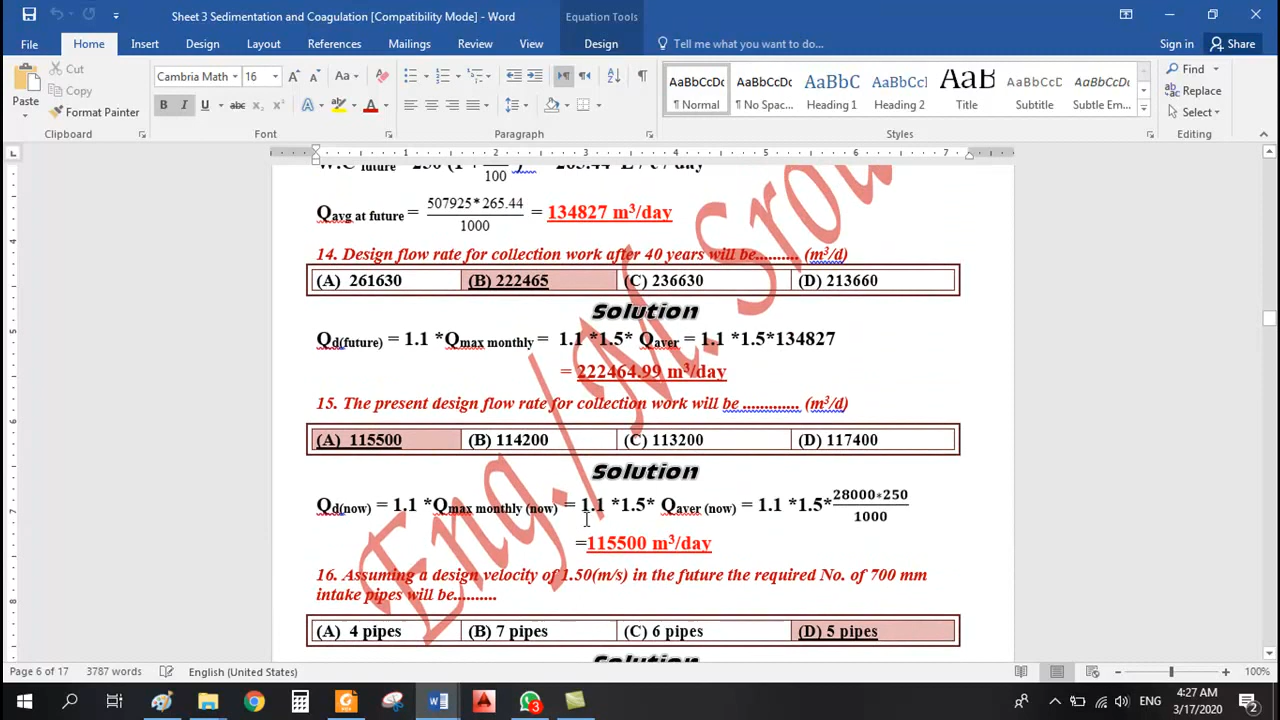 Sheet 3 Sedimentation and Coagulation [Compatibility Mode] - Word
Equation Tools
File Home Insert Design Layout References Mailings Review View Design Tell me what you want to do...
Sign in Share
Paste
Cut
Copy
Format Painter
Cambria Math 16
AaBbCcDc AaBbCcDc AaBbC AaBbCcI AaB AaBbCcDc AaBbCcDc
¶ Normal ¶ No Spac... Heading 1 Heading 2 Title Subtitle Subtle Em...
Find
Replace
Select
Clipboard Font Paragraph Styles Editing
100
Qavg at future = 507925*265.44 / 1000 = 134827 m³/day
14. Design flow rate for collection work after 40 years will be.......... (m³/d)
(A) 261630 (B) 222465 (C) 236630 (D) 213660
Solution
Qd(future) = 1.1 *Qmax monthly = 1.1 *1.5* Qaver = 1.1 *1.5*134827
= 222464.99 m³/day
15. The present design flow rate for collection work will be ............. (m³/d)
(A) 115500 (B) 114200 (C) 113200 (D) 117400
Solution
Qd(now) = 1.1 *Qmax monthly (now) = 1.1 *1.5* Qaver (now) = 1.1 *1.5* 28000*250 / 1000
=115500 m³/day
16. Assuming a design velocity of 1.50(m/s) in the future the required No. of 700 mm
intake pipes will be..........
(A) 4 pipes (B) 7 pipes (C) 6 pipes (D) 5 pipes
Eng./M. Srou
Page 6 of 17 3787 words English (United States) 100%
ENG
4:27 AM
3/17/2020